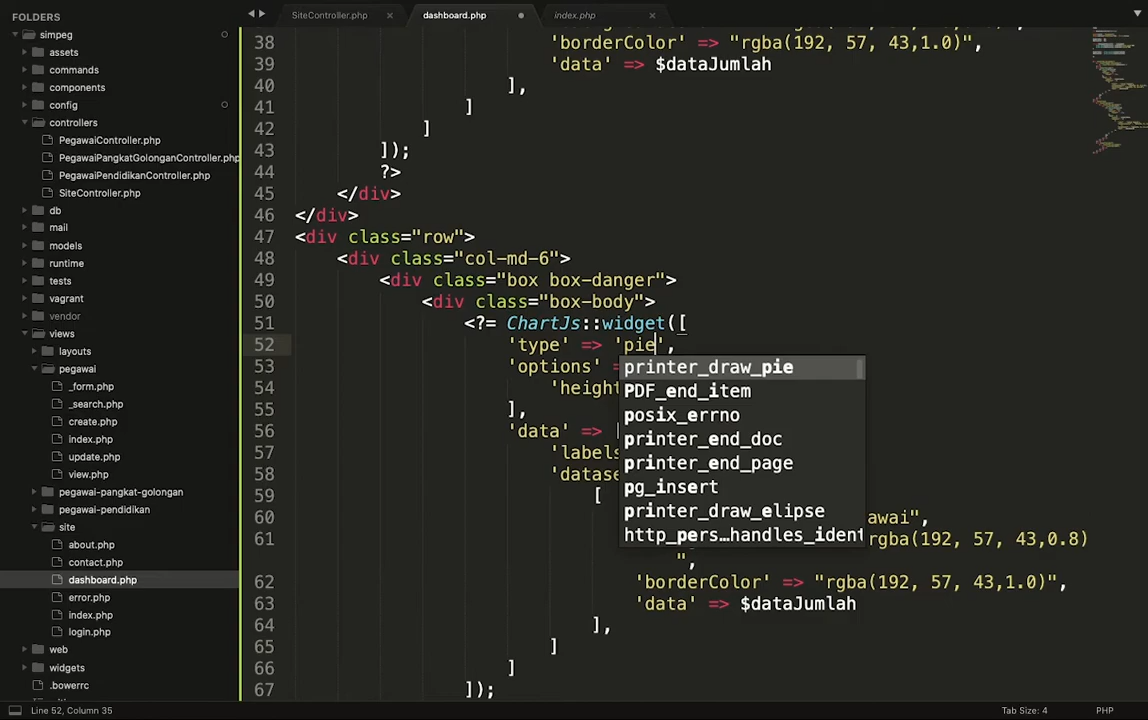 FOLDERS
simpeg
assets
commands
components
config
controllers
PegawaiController.php
PegawaiPangkatGolonganController.php
PegawaiPendidikanController.php
SiteController.php
db
mail
models
runtime
tests
vagrant
vendor
views
layouts
pegawai
_form.php
_search.php
create.php
index.php
update.php
view.php
pegawai-pangkat-golongan
pegawai-pendidikan
site
about.php
contact.php
dashboard.php
error.php
index.php
login.php
web
widgets
.bowerrc
SiteController.php
dashboard.php
index.php
38 'borderColor' => "rgba(192, 57, 43,1.0)",
39 'data' => $dataJumlah
40 ],
41 ]
42 ]
43 ]);
44 ?>
45 </div>
46 </div>
47 <div class="row">
48 <div class="col-md-6">
49 <div class="box box-danger">
50 <div class="box-body">
51 <?= ChartJs::widget([
52 'type' => 'pie',
53 'options' =
54 'height
55 ],
56 'data' => [
57 'labels
58 'datase
59 [
60 awai",
61 rgba(192, 57, 43,0.8)
",
62 'borderColor' => "rgba(192, 57, 43,1.0)",
63 'data' => $dataJumlah
64 ],
65 ]
66 ]
67 ]);
printer_draw_pie
PDF_end_item
posix_errno
printer_end_doc
printer_end_page
pg_insert
printer_draw_elipse
http_pers…handles_ident
Line 52, Column 35
Tab Size: 4
PHP